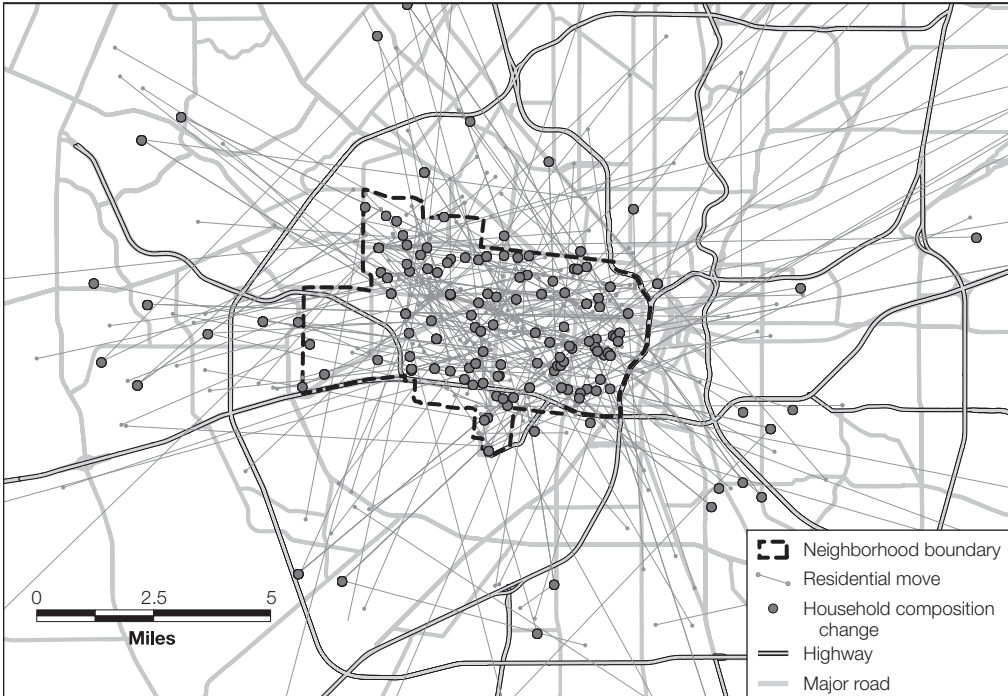 0 2.5 5
Miles
Neighborhood boundary
Residential move
Household composition
change
Highway
Major road